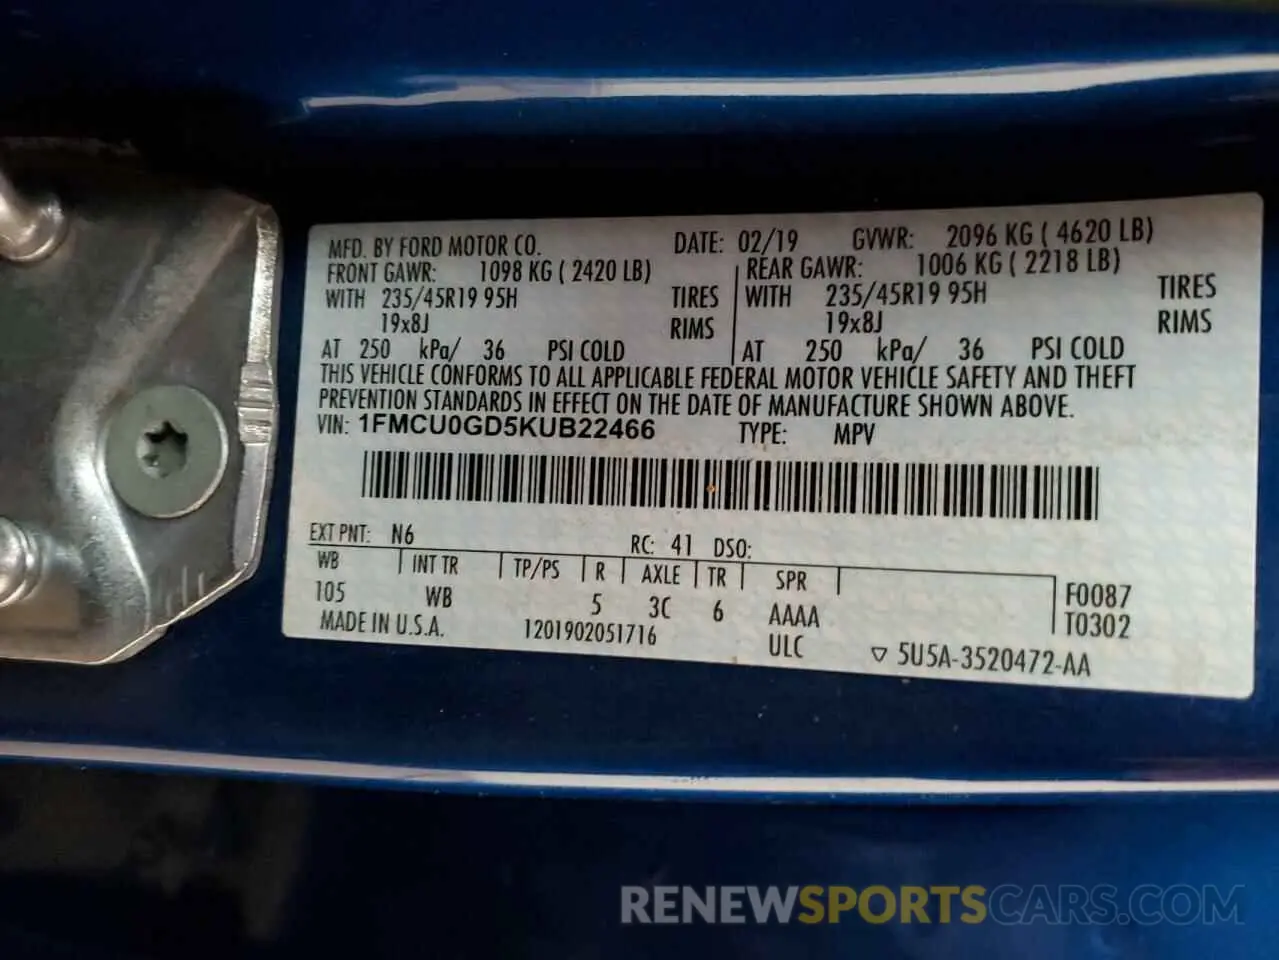 MFD. BY FORD MOTOR CO. DATE: 02/19 GVWR: 2096 KG ( 4620 LB)
FRONT GAWR: 1098 KG ( 2420 LB) REAR GAWR: 1006 KG ( 2218 LB)
WITH 235/45R19 95H TIRES WITH 235/45R19 95H TIRES
19x8J RIMS 19x8J RIMS
AT 250 kPa/ 36 PSI COLD AT 250 kPa/ 36 PSI COLD
THIS VEHICLE CONFORMS TO ALL APPLICABLE FEDERAL MOTOR VEHICLE SAFETY AND THEFT
PREVENTION STANDARDS IN EFFECT ON THE DATE OF MANUFACTURE SHOWN ABOVE.
VIN: 1FMCU0GD5KUB22466 TYPE: MPV
EXT PNT: N6 RC: 41 DSO:
WB INT TR TP/PS R AXLE TR SPR F0087
105 WB 5 3C 6 AAAA T0302
MADE IN U.S.A. 1201902051716 ULC ▽ 5U5A-3520472-AA
RENEWSPORTSCARS.COM